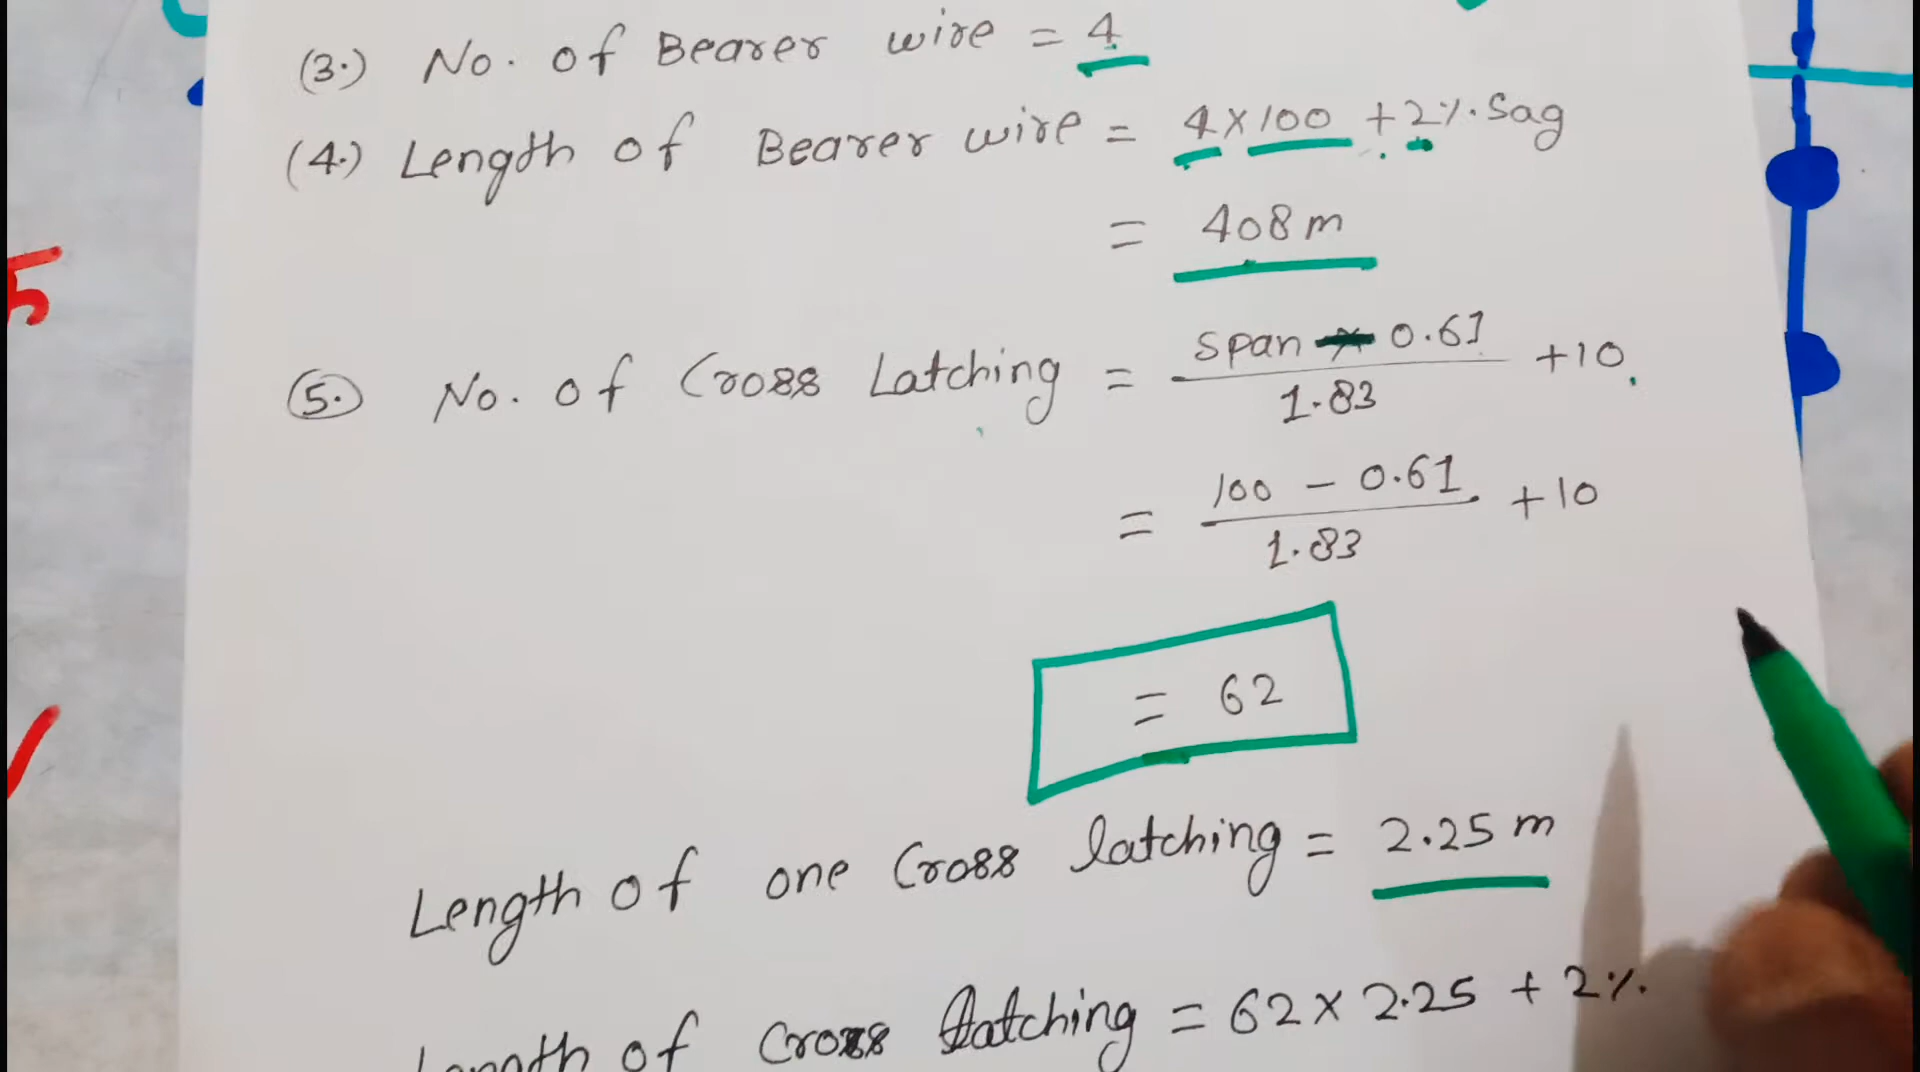 (3.) No. of Bearer wire = 4
(4.) Length of Bearer wire = 4 x 100 + 2%. Sag
= 408 m
(5.) No. of Cross Latching = span - 0.61 / 1.83 + 10
= 100 - 0.61 / 1.83 + 10
= 62
Length of one Cross latching = 2.25 m
Length of Cross Latching = 62 x 2.25 + 2%.
5